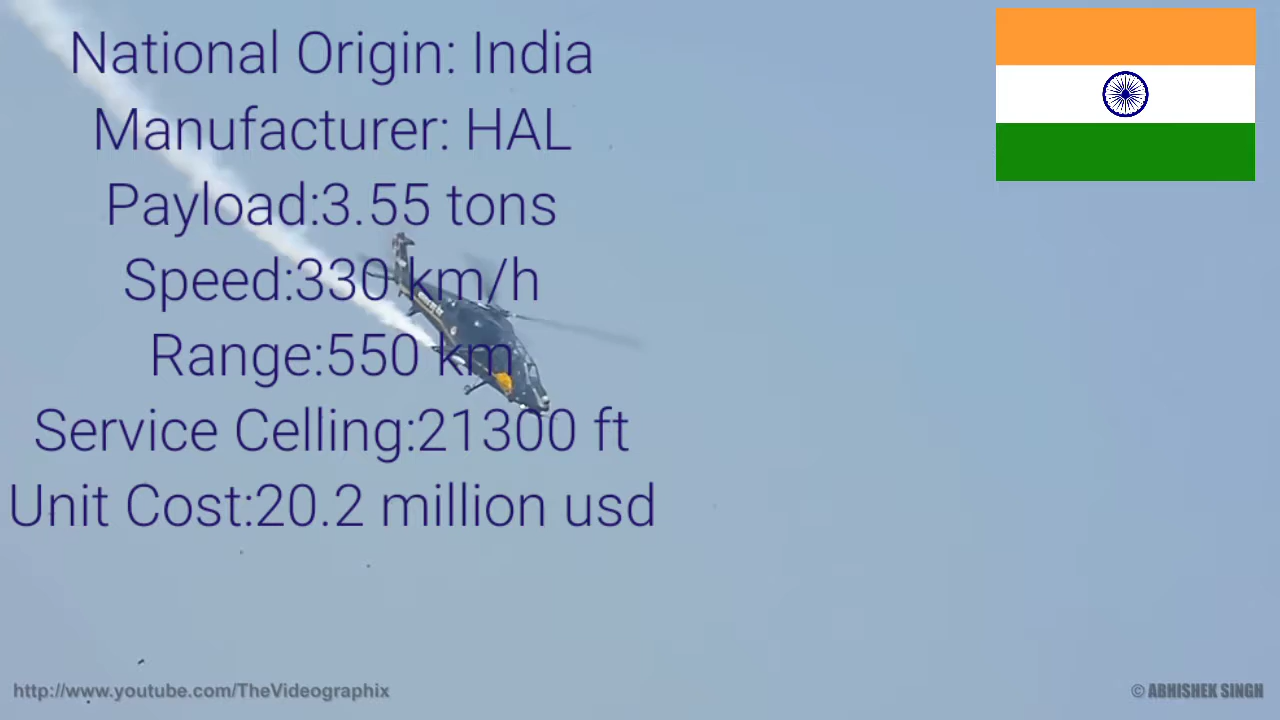 National Origin: India
Manufacturer: HAL
Payload:3.55 tons
Speed:330 km/h
Range:550 km
Service Celling:21300 ft
Unit Cost:20.2 million usd
http://www.youtube.com/TheVideographix
© ABHISHEK SINGH